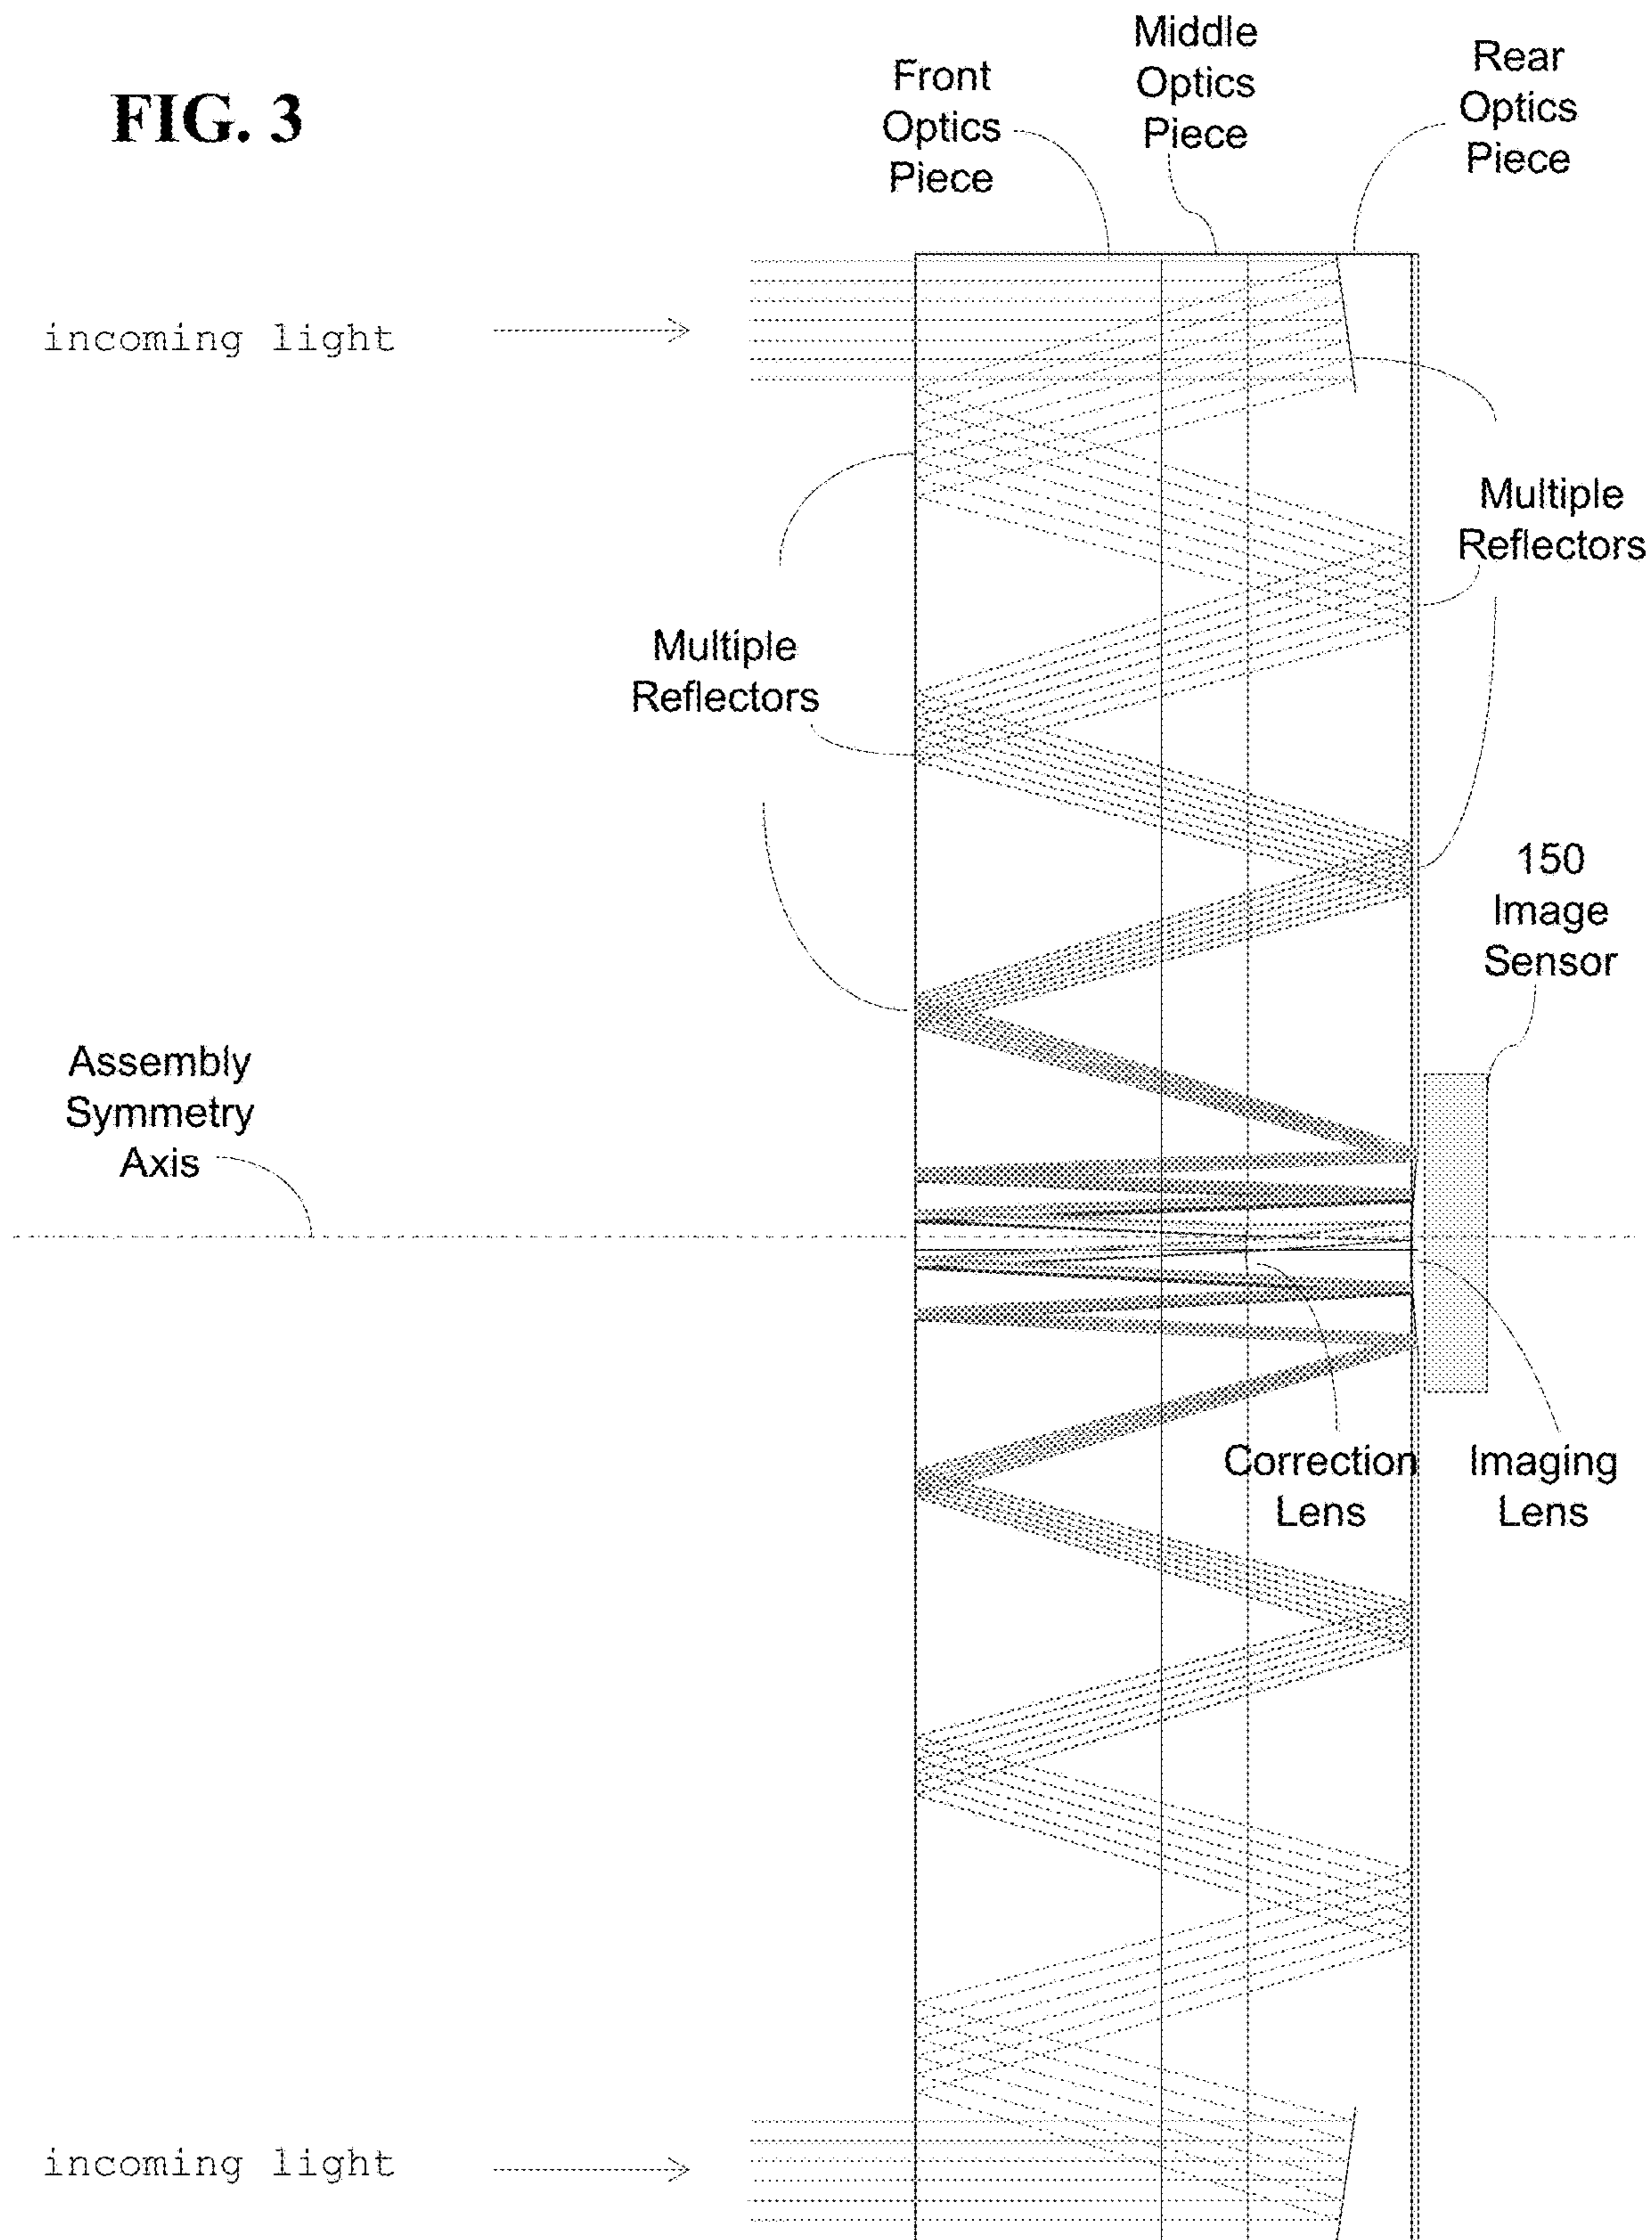 FIG. 3
Front
Optics
Piece
Middle
Optics
Piece
Rear
Optics
Piece
incoming light
Multiple
Reflectors
Multiple
Reflectors
150
Image
Sensor
Assembly
Symmetry
Axis
Correction
Lens
Imaging
Lens
incoming light